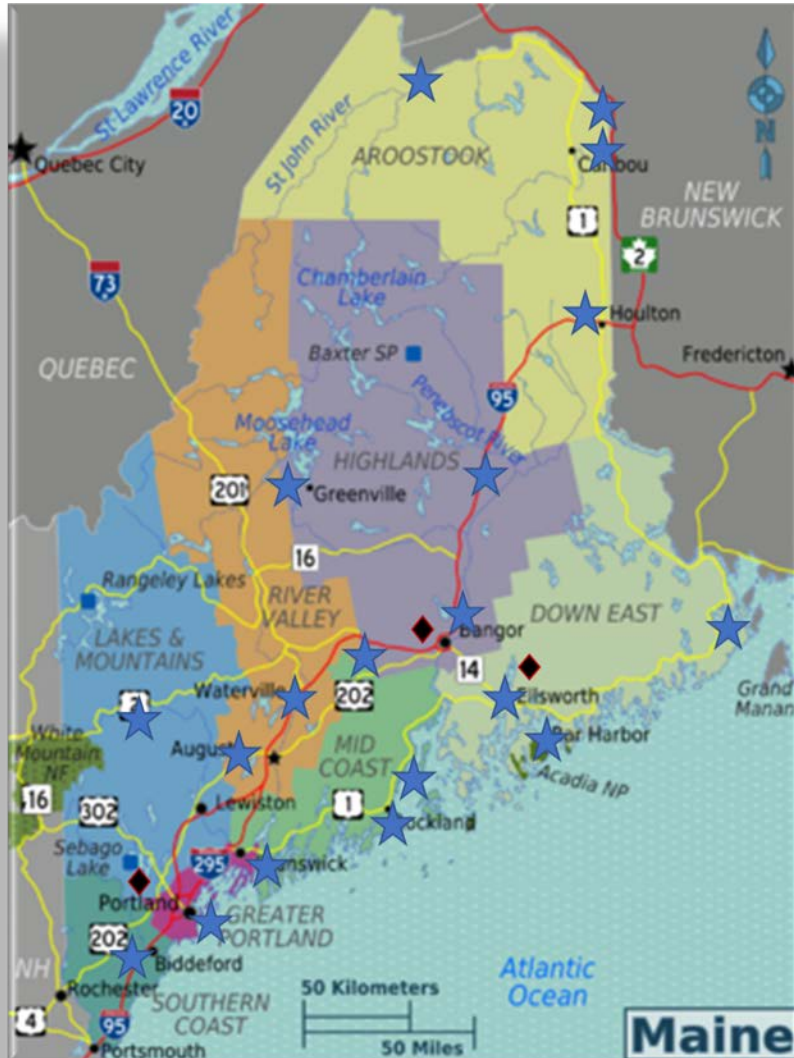 St Lawrence River
20
Quebec City
St John River
AROOSTOOK
N
NEW
BRUNSWICK
1
2
73
Chamberlain
Lake
Houlton
Baxter SP
Fredericton
QUEBEC
95
Penobscot River
Moosehead
Lake
HIGHLANDS
201
Greenville
16
Rangeley Lakes
RIVER
VALLEY
DOWN EAST
LAKES &
MOUNTAINS
Bangor
14
Waterville
202
Ellsworth
Grand
Manan
White
Mountain
NF
MID
COAST
Bar Harbor
Acadia NP
16
302
Lewiston
1
Sebago
Lake
295
Portland
GREATER
PORTLAND
202
NH
Biddeford
Atlantic
Ocean
Rochester
SOUTHERN
COAST
50 Kilometers
4
95
50 Miles
Maine
Portsmouth